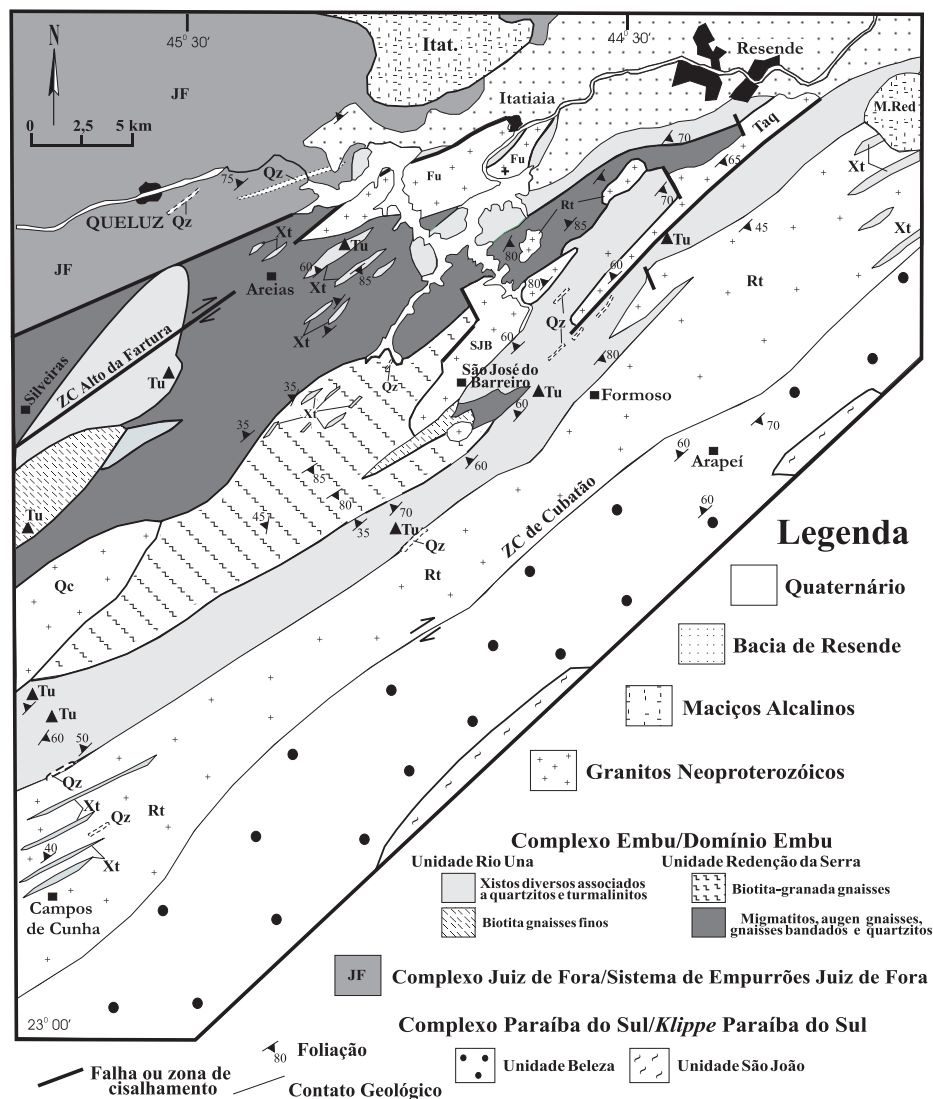 N
45⁰ 30'
44⁰ 30'
Itat.
Resende
JF
Itatiaia
M.Red
0 2,5 5 km
Taq
70
65
Fu
Fu
Xt
75
Qz
QUELUZ
Qz
Rt
70
Xt
85
45
Xt
Tu
80
Tu
JF
60
85
60
Areias
Xt
80
Rt
Xt
Qz
SJB
60
ZC Alto da Fartura
Silveiras
Tu
Qz
São José do
Barreiro
80
35
Tu
Formoso
Xt
60
35
70
60
Arapeí
60
85
80
60
Tu
45
35
70
Tu
Qz
ZC de Cubatão
Legenda
Rt
Qc
Quaternário
Bacia de Resende
Tu
Tu
Maciços Alcalinos
60
50
Qz
Granitos Neoproterozóicos
Xt
Qz
Rt
40
Xt
Campos
de Cunha
Complexo Embu/Domínio Embu
Unidade Rio Una
Unidade Redenção da Serra
Xistos diversos associados
a quartzitos e turmalinitos
Biotita-granada gnaisses
Biotita gnaisses finos
Migmatitos, augen gnaisses,
gnaisses bandados e quartzitos
JF
Complexo Juiz de Fora/Sistema de Empurrões Juiz de Fora
23⁰ 00'
Complexo Paraíba do Sul/Klippe Paraíba do Sul
80
Foliação
Unidade Beleza
Unidade São João
Falha ou zona de
cisalhamento
Contato Geológico